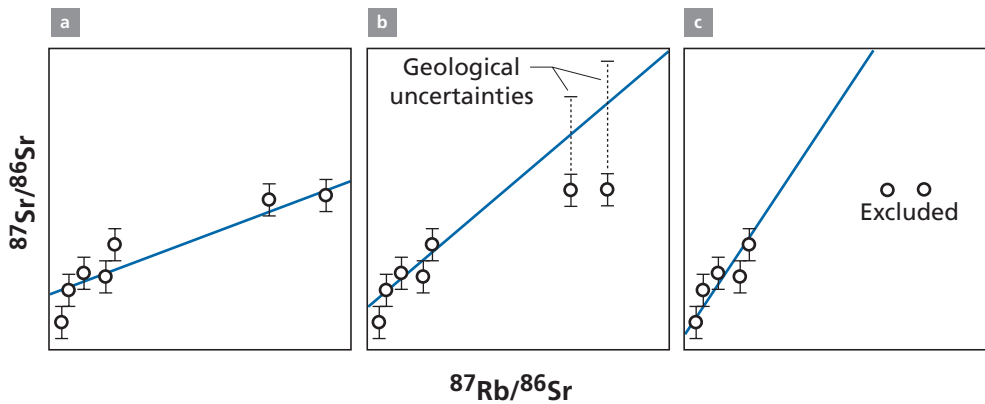 a
b
c
Geological
uncertainties
⁸⁷Sr/⁸⁶Sr
Excluded
⁸⁷Rb/⁸⁶Sr